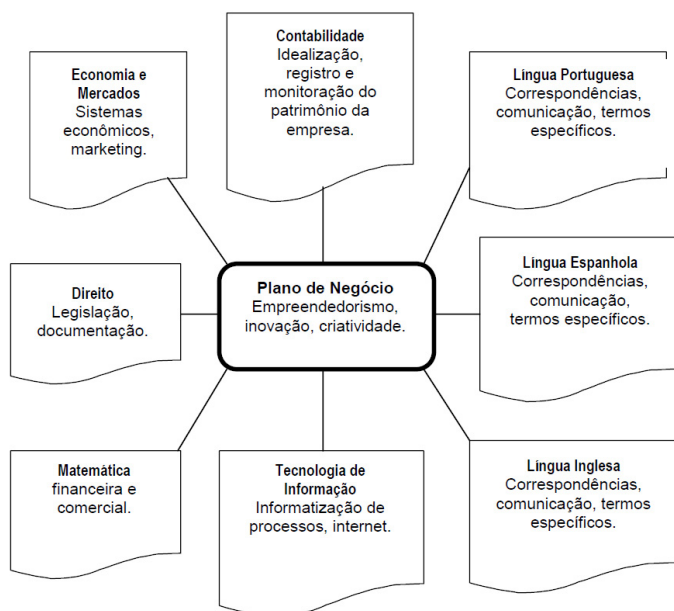 Economia e
Mercados
Sistemas
econômicos,
marketing.
Contabilidade
Idealização,
registro e
monitoração do
patrimônio da
empresa.
Língua Portuguesa
Correspondências,
comunicação, termos
específicos.
Direito
Legislação,
documentação.
Plano de Negócio
Empreendedorismo,
inovação, criatividade.
Língua Espanhola
Correspondências,
comunicação,
termos específicos.
Matemática
financeira e
comercial.
Tecnologia de
Informação
Informatização de
processos, internet.
Língua Inglesa
Correspondências,
comunicação, termos
específicos.